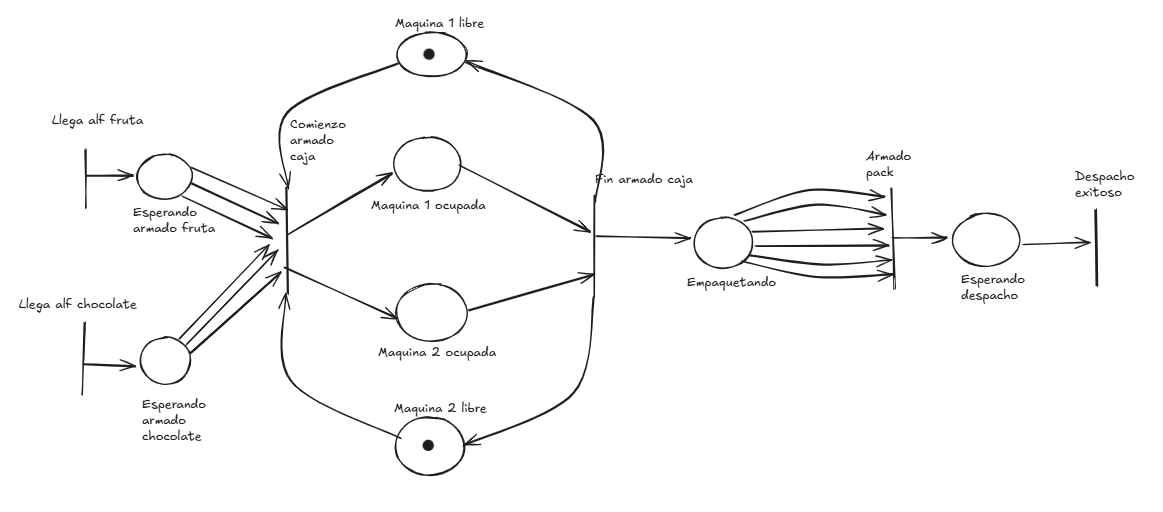 Maquina 1 libre
Llega alf fruta
Comienzo
armado
caja
Esperando
armado fruta
Maquina 1 ocupada
Fin armado caja
Armado
pack
Despacho
exitoso
Empaquetando
Esperando
despacho
Llega alf chocolate
Maquina 2 ocupada
Esperando
armado
chocolate
Maquina 2 libre